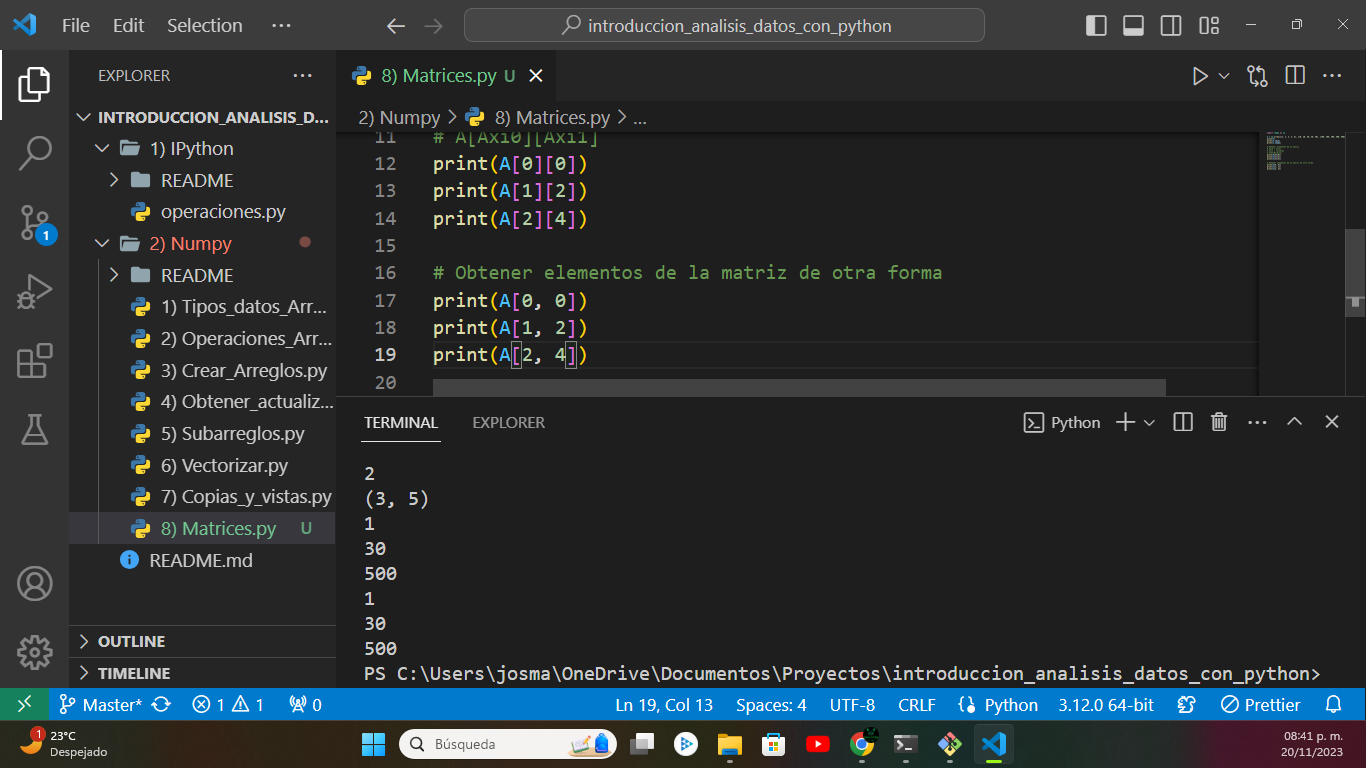 File Edit Selection ··· introduccion_analisis_datos_con_python
EXPLORER ···
INTRODUCCION_ANALISIS_D...
1) IPython
README
operaciones.py
2) Numpy
README
1) Tipos_datos_Arr...
2) Operaciones_Arr...
3) Crear_Arreglos.py
4) Obtener_actualiz...
5) Subarreglos.py
6) Vectorizar.py
7) Copias_y_vistas.py
8) Matrices.py U
README.md
OUTLINE
TIMELINE
1
8) Matrices.py U
2) Numpy > 8) Matrices.py > ...
11 # A[Axi0][Axi1]
12 print(A[0][0])
13 print(A[1][2])
14 print(A[2][4])
15
16 # Obtener elementos de la matriz de otra forma
17 print(A[0, 0])
18 print(A[1, 2])
19 print(A[2, 4])
20
TERMINAL EXPLORER Python
2
(3, 5)
1
30
500
1
30
500
PS C:\Users\josma\OneDrive\Documentos\Proyectos\introduccion_analisis_datos_con_python>
Master* 1 1 0 Ln 19, Col 13 Spaces: 4 UTF-8 CRLF Python 3.12.0 64-bit Prettier
1 23°C
Despejado
Búsqueda
08:41 p. m.
20/11/2023